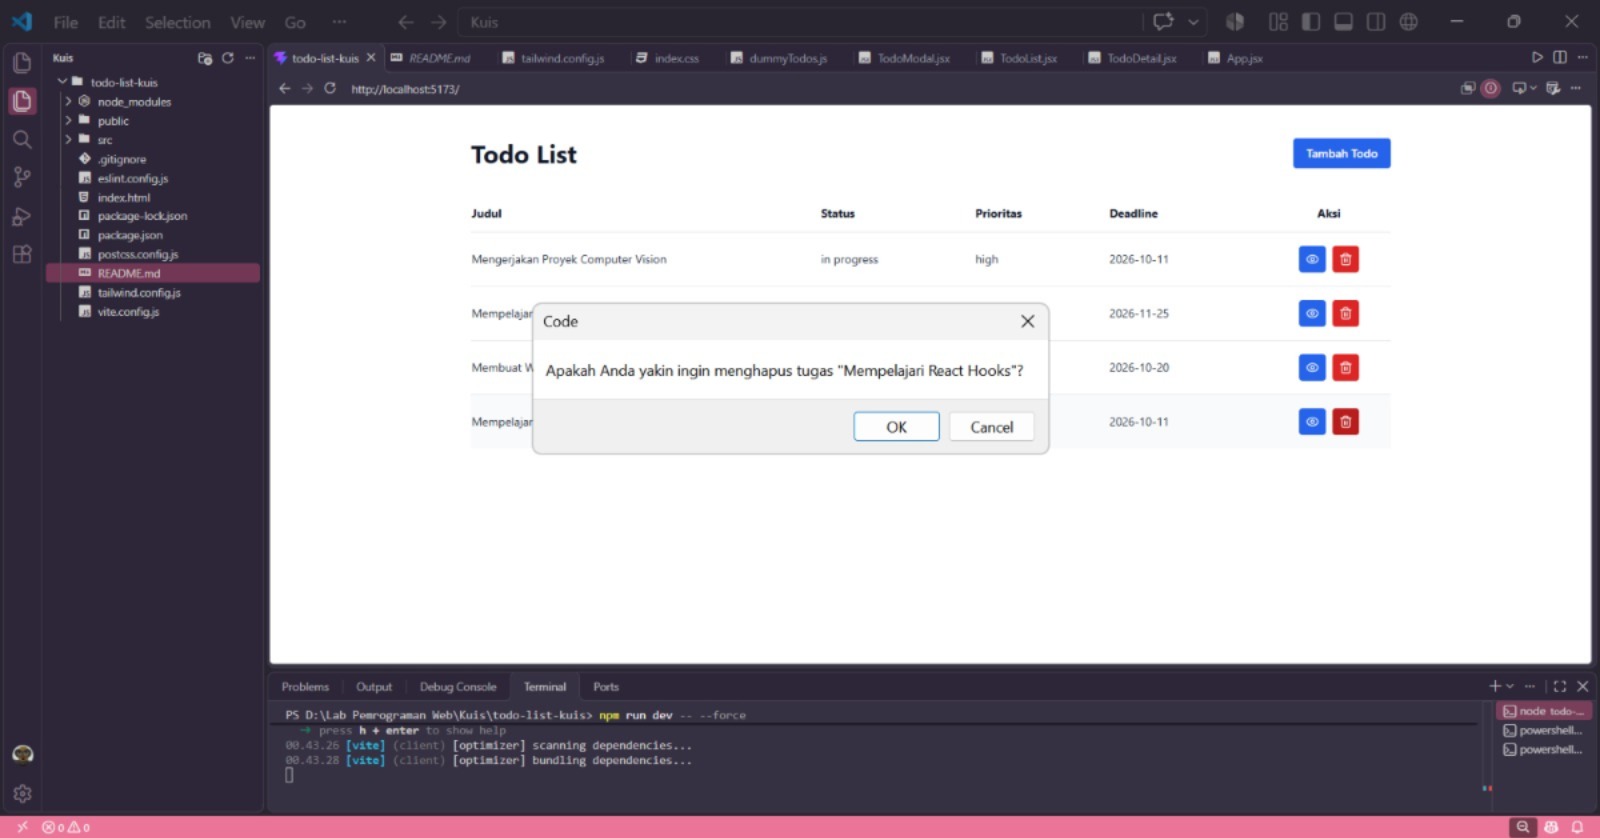 File Edit Selection View Go ··· Kuis
Kuis
todo-list-kuis
node_modules
public
src
.gitignore
eslint.config.js
index.html
package-lock.json
package.json
postcss.config.js
README.md
tailwind.config.js
vite.config.js
todo-list-kuis README.md tailwind.config.js index.css dummyTodos.js TodoModal.jsx TodoList.jsx TodoDetail.jsx App.jsx
http://localhost:5173/
Todo List Tambah Todo
Judul Status Prioritas Deadline Aksi
Mengerjakan Proyek Computer Vision in progress high 2026-10-11
Mempelajar 2026-11-25
Membuat W 2026-10-20
Mempelajar 2026-10-11
Code
Apakah Anda yakin ingin menghapus tugas "Mempelajari React Hooks"?
OK Cancel
Problems Output Debug Console Terminal Ports
PS D:\Lab Pemrograman Web\Kuis\todo-list-kuis> npm run dev -- --force
→ press h + enter to show help
00.43.26 [vite] (client) [optimizer] scanning dependencies...
00.43.28 [vite] (client) [optimizer] bundling dependencies...
node todo-...
powershell...
powershell...
0 0